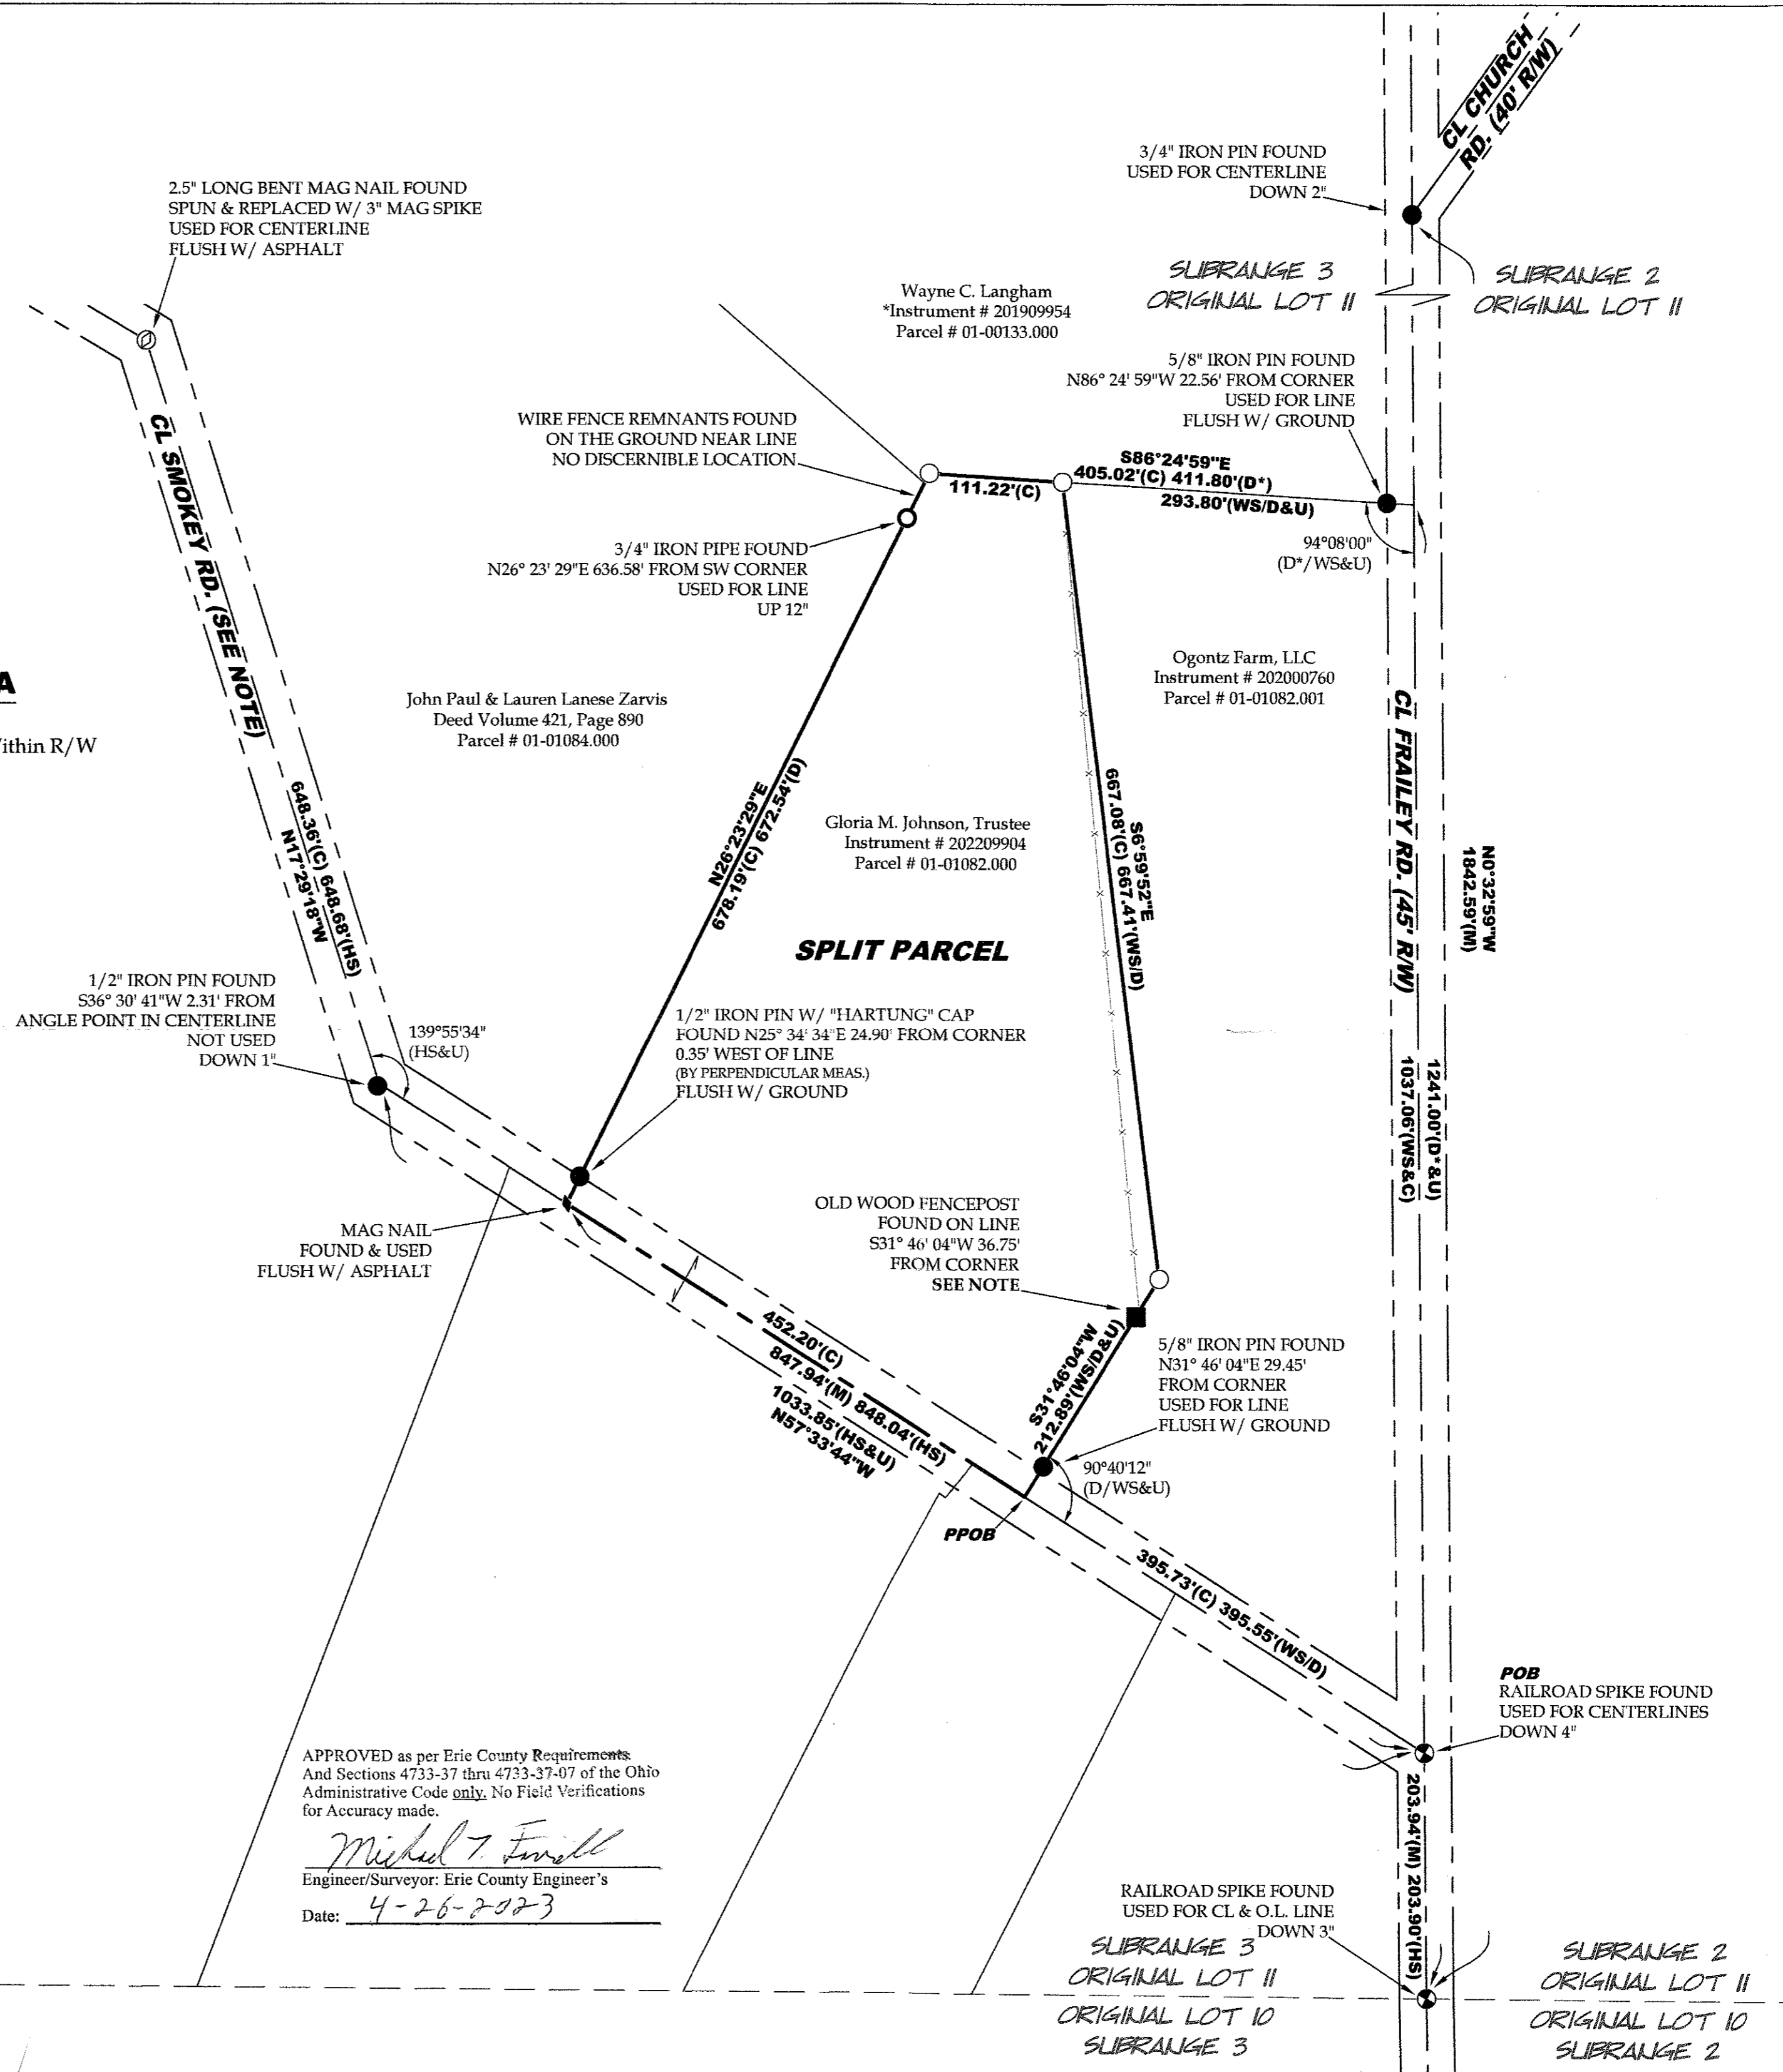 CL CHURCH
RD. (40' R/W)
3/4" IRON PIN FOUND
USED FOR CENTERLINE
DOWN 2"
2.5" LONG BENT MAG NAIL FOUND
SPUN & REPLACED W/ 3" MAG SPIKE
USED FOR CENTERLINE
FLUSH W/ ASPHALT
SUBRANGE 3
ORIGINAL LOT 11
SUBRANGE 2
ORIGINAL LOT 11
Wayne C. Langham
*Instrument # 201909954
Parcel # 01-00133.000
5/8" IRON PIN FOUND
N86° 24' 59"W 22.56' FROM CORNER
USED FOR LINE
FLUSH W/ GROUND
WIRE FENCE REMNANTS FOUND
ON THE GROUND NEAR LINE
NO DISCERNIBLE LOCATION
S86°24'59"E
405.02'(C) 411.80'(D*)
111.22'(C)
293.80'(WS/D&U)
94°08'00"
(D*/WS&U)
3/4" IRON PIPE FOUND
N26° 23' 29"E 636.58' FROM SW CORNER
USED FOR LINE
UP 12"
CL SMOKEY RD. (SEE NOTE)
Ogontz Farm, LLC
Instrument # 202000760
Parcel # 01-01082.001
A
ithin R/W
John Paul & Lauren Lanese Zarvis
Deed Volume 421, Page 890
Parcel # 01-01084.000
CL FRAILEY RD. (45' R/W)
648.36'(C) 648.68'(HS)
N17°29'18"W
N26°23'29"E
678.19'(C) 672.54'(D)
Gloria M. Johnson, Trustee
Instrument # 202209904
Parcel # 01-01082.000
S6°59'52"E
667.08'(C) 667.41'(WS/D)
N0°32'59"W
1842.59'(M)
SPLIT PARCEL
1/2" IRON PIN FOUND
S36° 30' 41"W 2.31' FROM
ANGLE POINT IN CENTERLINE
NOT USED
DOWN 1"
139°55'34"
(HS&U)
1/2" IRON PIN W/ "HARTUNG" CAP
FOUND N25° 34' 34"E 24.90' FROM CORNER
0.35' WEST OF LINE
(BY PERPENDICULAR MEAS.)
FLUSH W/ GROUND
1241.00'(D*&U)
1037.06'(WS&C)
MAG NAIL
FOUND & USED
FLUSH W/ ASPHALT
OLD WOOD FENCEPOST
FOUND ON LINE
S31° 46' 04"W 36.75'
FROM CORNER
SEE NOTE
452.20'(C)
847.94'(M) 848.04'(HS)
1033.85'(HS&U)
N57°33'44"W
S31°46'04"W
212.89'(WS/D&U)
5/8" IRON PIN FOUND
N31° 46' 04"E 29.45'
FROM CORNER
USED FOR LINE
FLUSH W/ GROUND
90°40'12"
(D/WS&U)
PPOB
395.73'(C) 395.55'(WS/D)
POB
RAILROAD SPIKE FOUND
USED FOR CENTERLINES
DOWN 4"
APPROVED as per Erie County Requirements
And Sections 4733-37 thru 4733-37-07 of the Ohio
Administrative Code only. No Field Verifications
for Accuracy made.
Michael T.
Engineer/Surveyor: Erie County Engineer's
Date: 4-26-2023
203.94'(M) 203.90'(HS)
RAILROAD SPIKE FOUND
USED FOR CL & O.L. LINE
DOWN 3"
SUBRANGE 3
ORIGINAL LOT 11
SUBRANGE 2
ORIGINAL LOT 11
ORIGINAL LOT 10
SUBRANGE 3
ORIGINAL LOT 10
SUBRANGE 2